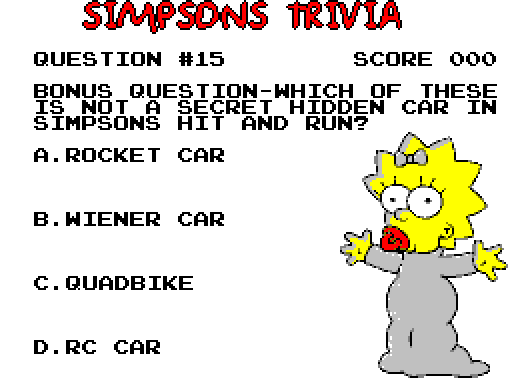 SIMPSONS TRIVIA
QUESTION #15 SCORE 000
BONUS QUESTION-WHICH OF THESE
IS NOT A SECRET HIDDEN CAR IN
SIMPSONS HIT AND RUN?
A.ROCKET CAR
B.WIENER CAR
C.QUADBIKE
D.RC CAR